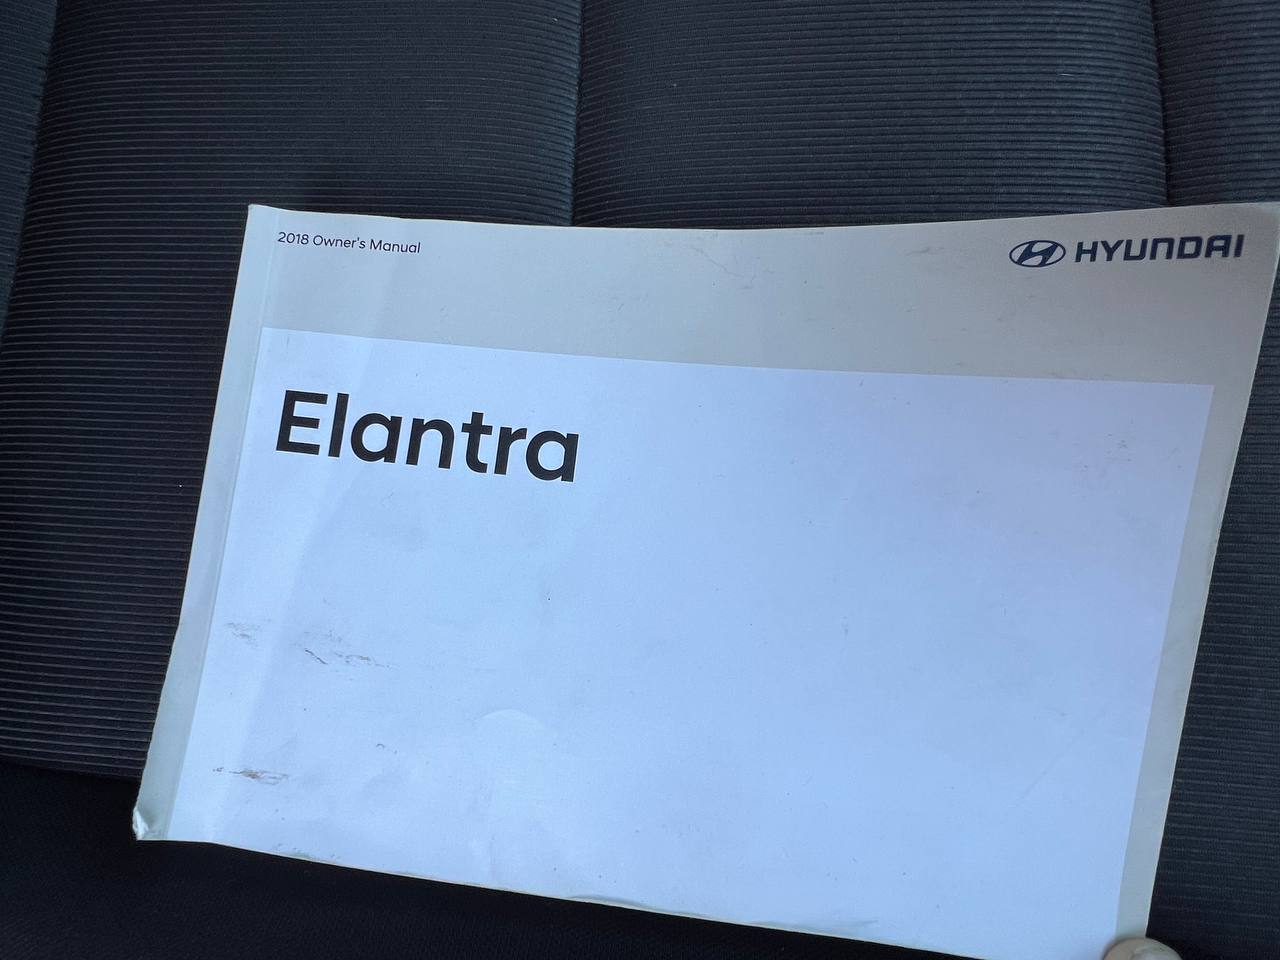 2018 Owner's Manual
HYUNDAI
Elantra